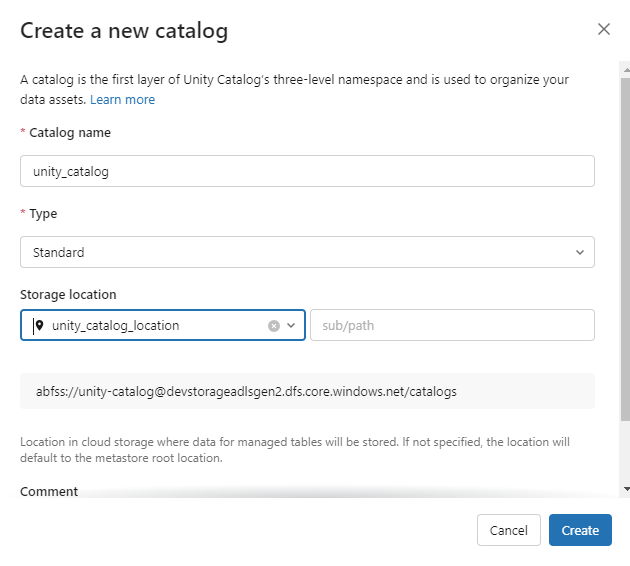 Create a new catalog
A catalog is the first layer of Unity Catalog's three-level namespace and is used to organize your
data assets. Learn more
* Catalog name
unity_catalog
* Type
Standard
Storage location
unity_catalog_location
sub/path
abfss://unity-catalog@devstorageadlsgen2.dfs.core.windows.net/catalogs
Location in cloud storage where data for managed tables will be stored. If not specified, the location will
default to the metastore root location.
Comment
Cancel
Create